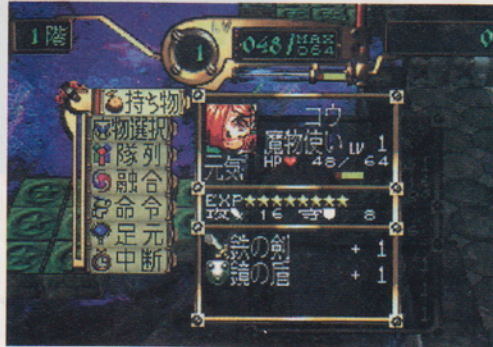 1階
LV 1
048/MAX 064
0
持ち物
魔物選択
隊列
融合
命令
足元
中断
コウ
魔物使い LV 1
元気 HP 48/ 64
EXP★★★★★★★★
攻 16 守 8
鉄の剣 + 1
鏡の盾 + 1